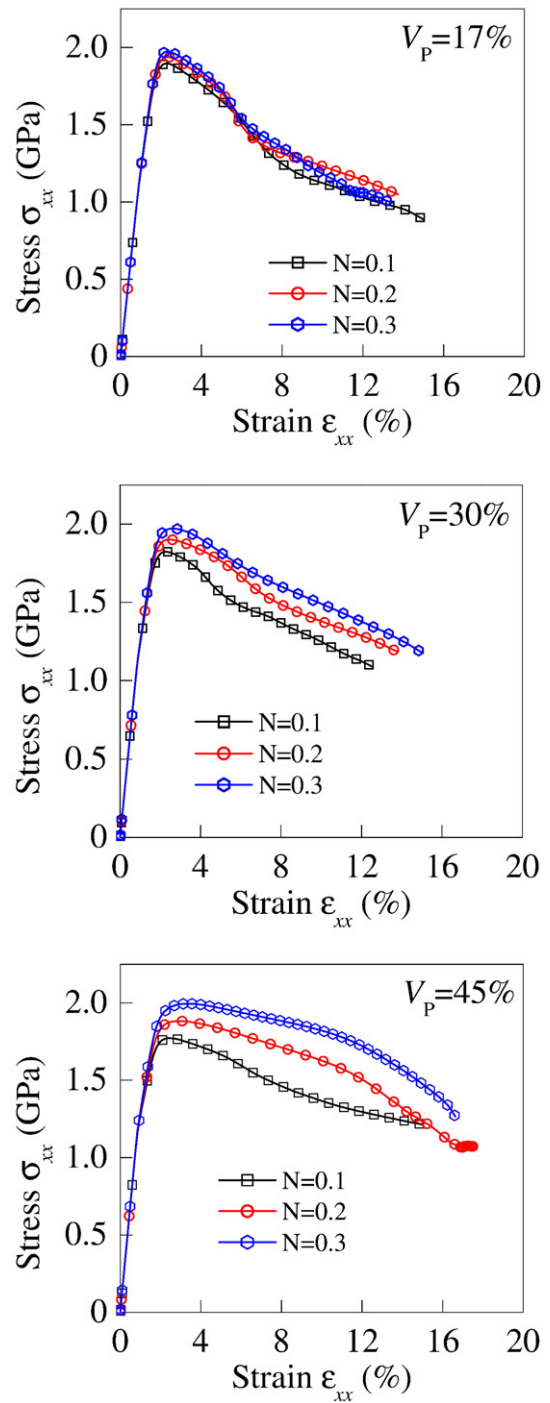 V_P=17%
2.0
1.5
1.0
0.5
0
Stress σ_xx (GPa)
N=0.1
N=0.2
N=0.3
0 4 8 12 16 20
Strain ε_xx (%)
V_P=30%
2.0
1.5
1.0
0.5
0
Stress σ_xx (GPa)
N=0.1
N=0.2
N=0.3
0 4 8 12 16 20
Strain ε_xx (%)
V_P=45%
2.0
1.5
1.0
0.5
0
Stress σ_xx (GPa)
N=0.1
N=0.2
N=0.3
0 4 8 12 16 20
Strain ε_xx (%)